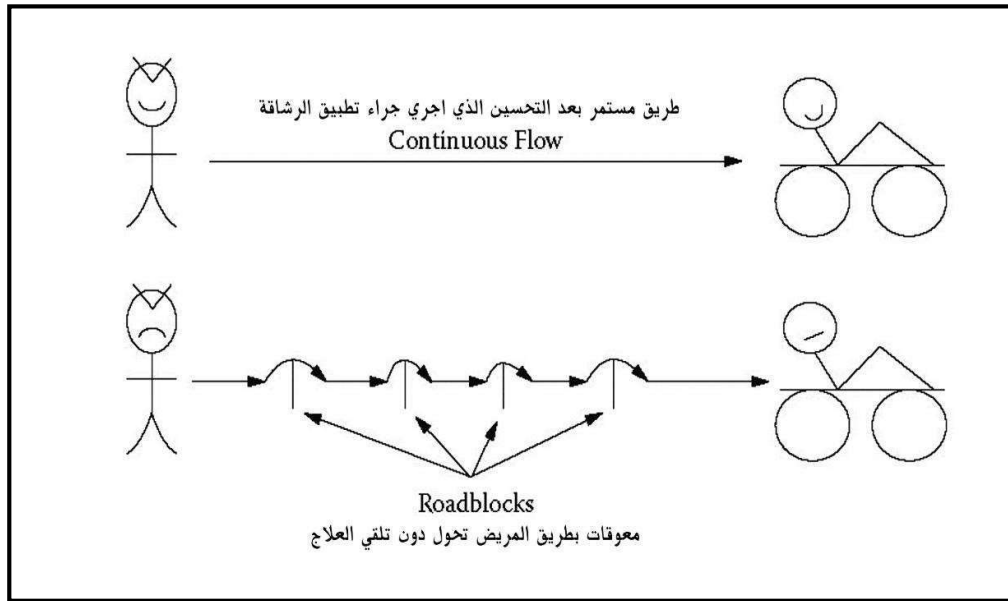 طريق مستمر بعد التحسين الذي اجري جراء تطبيق الرشاقة
Continuous Flow
Roadblocks
معوقات بطريق المريض تحول دون تلقي العلاج